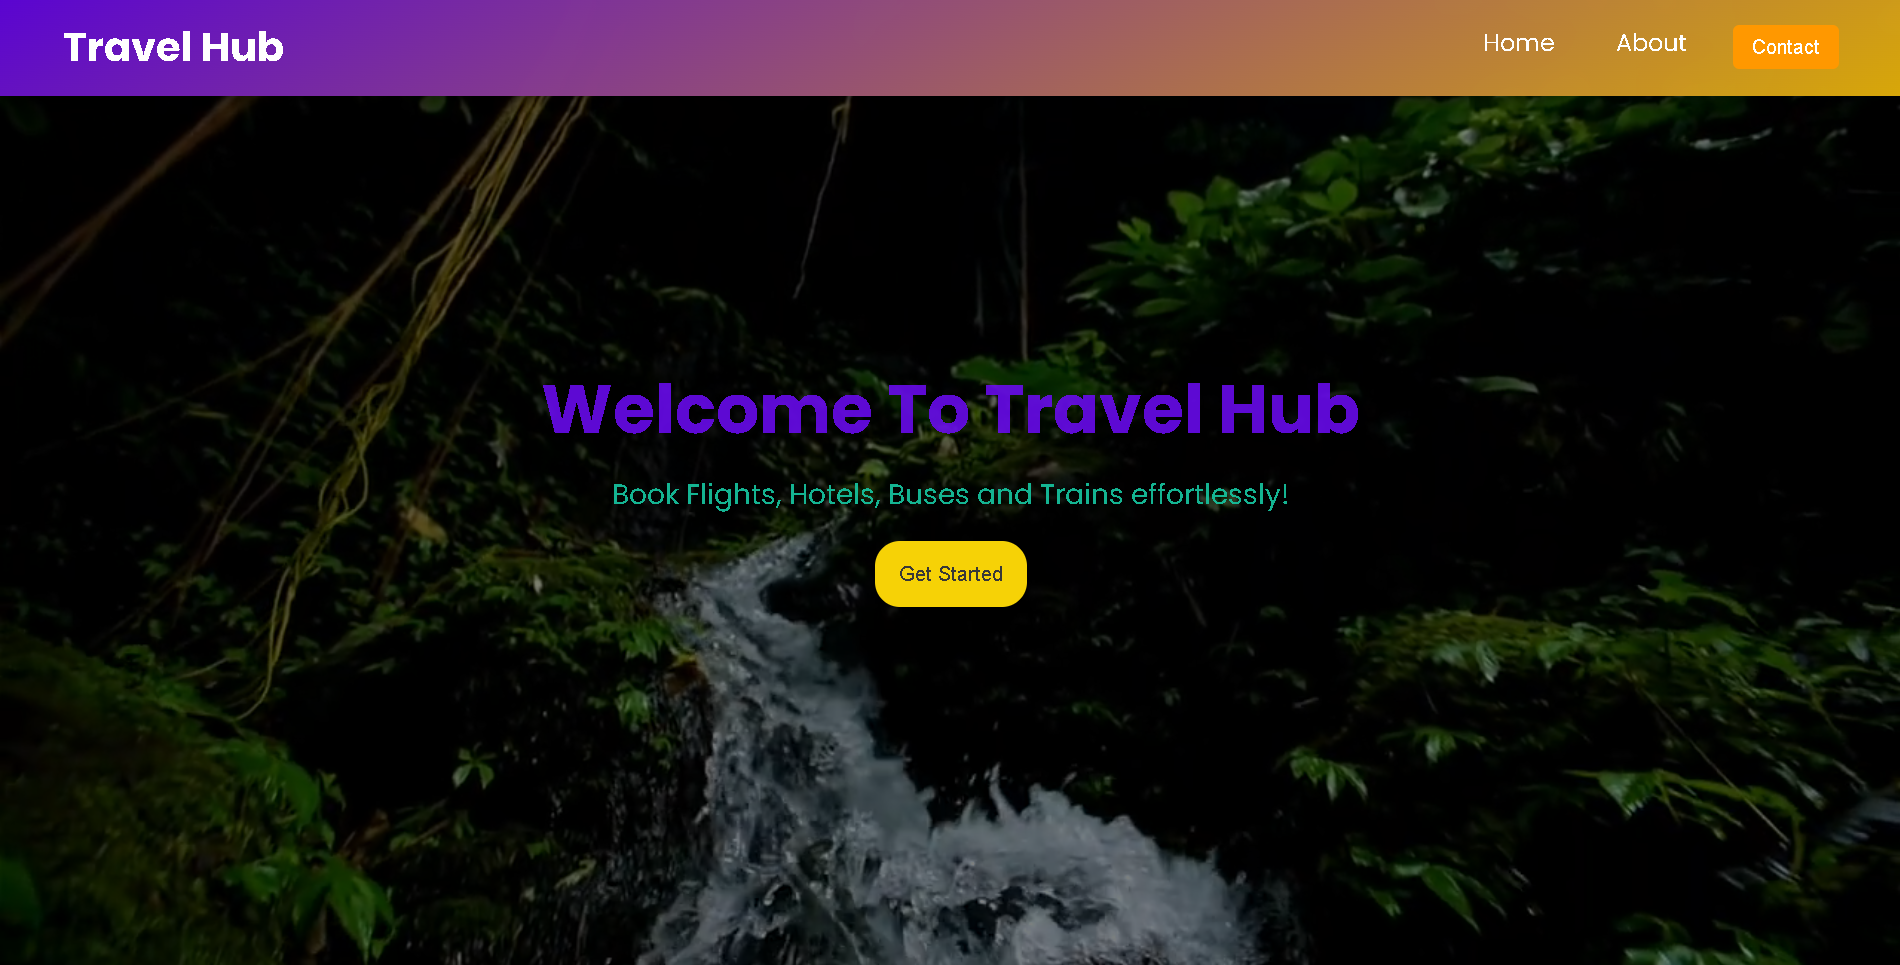 Travel Hub
Home
About
Contact
Welcome To Travel Hub
Book Flights, Hotels, Buses and Trains effortlessly!
Get Started